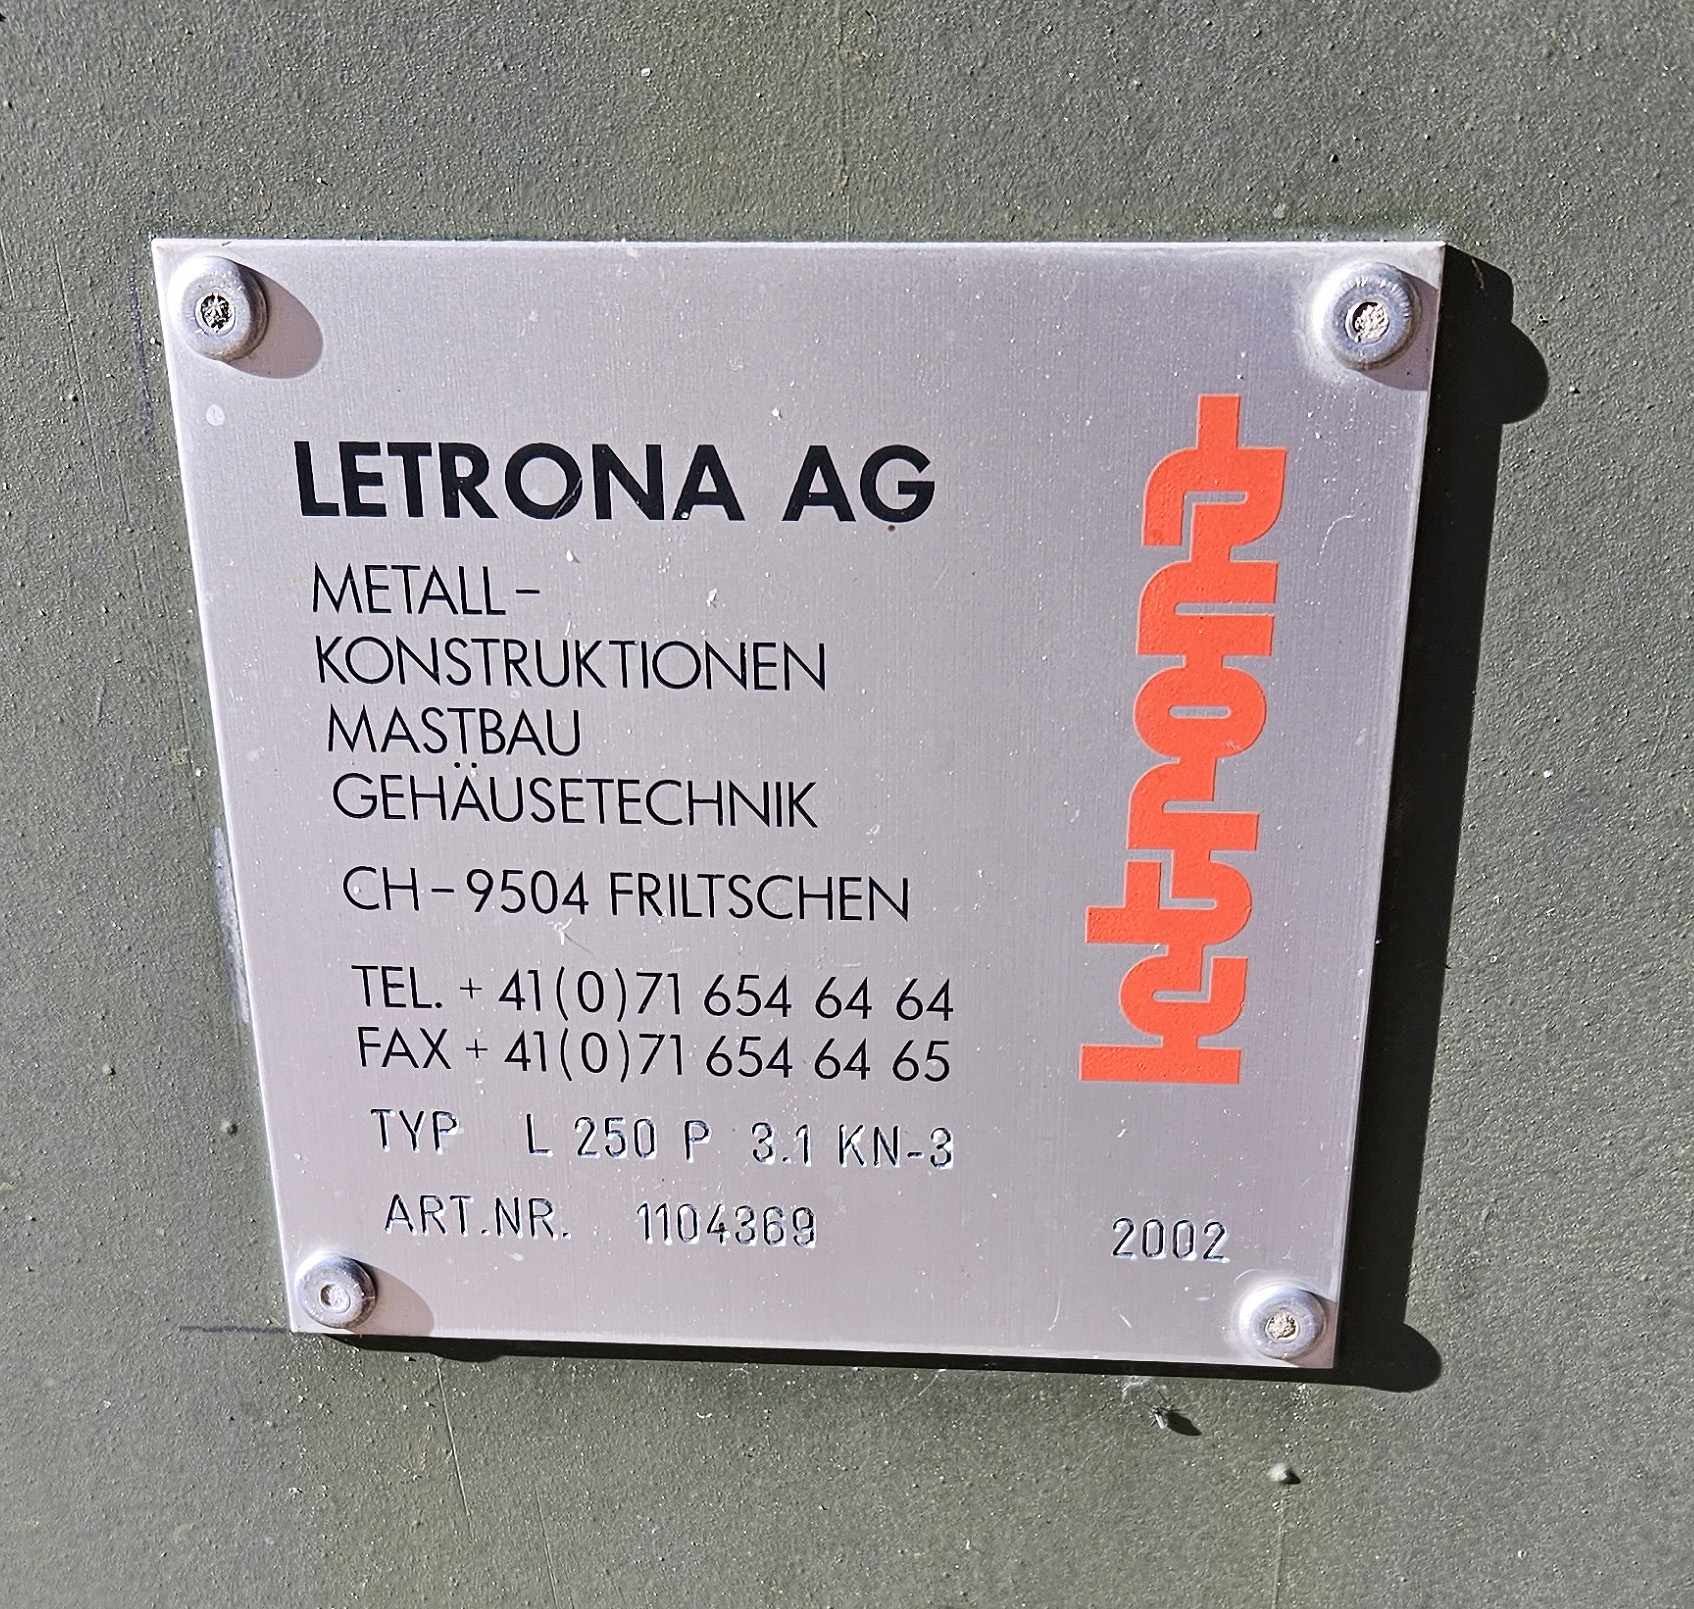 LETRONA AG
METALL-
KONSTRUKTIONEN
MASTBAU
GEHÄUSETECHNIK
CH-9504 FRILTSCHEN
TEL. + 41(0)71 654 64 64
FAX + 41(0)71 654 64 65
TYP L 250 P 3.1 KN-3
ART.NR. 1104369 2002
letrona